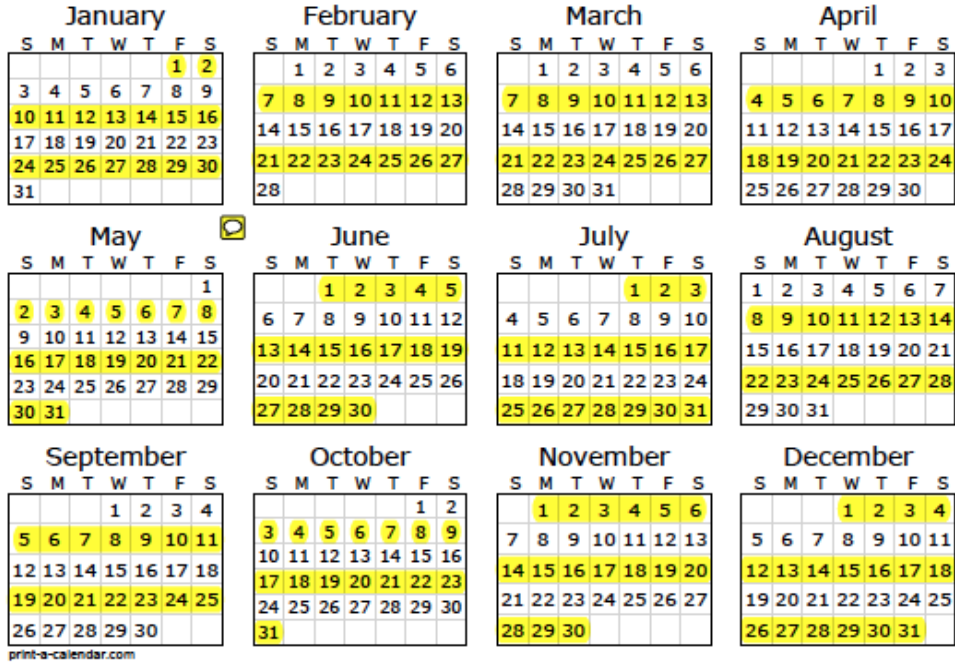 January February March April
S M T W T F S S M T W T F S S M T W T F S S M T W T F S
1 2 1 2 3 4 5 6 1 2 3 4 5 6 1 2 3
3 4 5 6 7 8 9 7 8 9 10 11 12 13 7 8 9 10 11 12 13 4 5 6 7 8 9 10
10 11 12 13 14 15 16 14 15 16 17 18 19 20 14 15 16 17 18 19 20 11 12 13 14 15 16 17
17 18 19 20 21 22 23 21 22 23 24 25 26 27 21 22 23 24 25 26 27 18 19 20 21 22 23 24
24 25 26 27 28 29 30 28 28 29 30 31 25 26 27 28 29 30
31
May June July August
S M T W T F S S M T W T F S S M T W T F S S M T W T F S
1 1 2 3 4 5 1 2 3 1 2 3 4 5 6 7
2 3 4 5 6 7 8 6 7 8 9 10 11 12 4 5 6 7 8 9 10 8 9 10 11 12 13 14
9 10 11 12 13 14 15 13 14 15 16 17 18 19 11 12 13 14 15 16 17 15 16 17 18 19 20 21
16 17 18 19 20 21 22 20 21 22 23 24 25 26 18 19 20 21 22 23 24 22 23 24 25 26 27 28
23 24 25 26 27 28 29 27 28 29 30 25 26 27 28 29 30 31 29 30 31
30 31
September October November December
S M T W T F S S M T W T F S S M T W T F S S M T W T F S
1 2 3 4 1 2 1 2 3 4 5 6 1 2 3 4
5 6 7 8 9 10 11 3 4 5 6 7 8 9 7 8 9 10 11 12 13 5 6 7 8 9 10 11
12 13 14 15 16 17 18 10 11 12 13 14 15 16 14 15 16 17 18 19 20 12 13 14 15 16 17 18
19 20 21 22 23 24 25 17 18 19 20 21 22 23 21 22 23 24 25 26 27 19 20 21 22 23 24 25
26 27 28 29 30 24 25 26 27 28 29 30 28 29 30 26 27 28 29 30 31
31
print-a-calendar.com